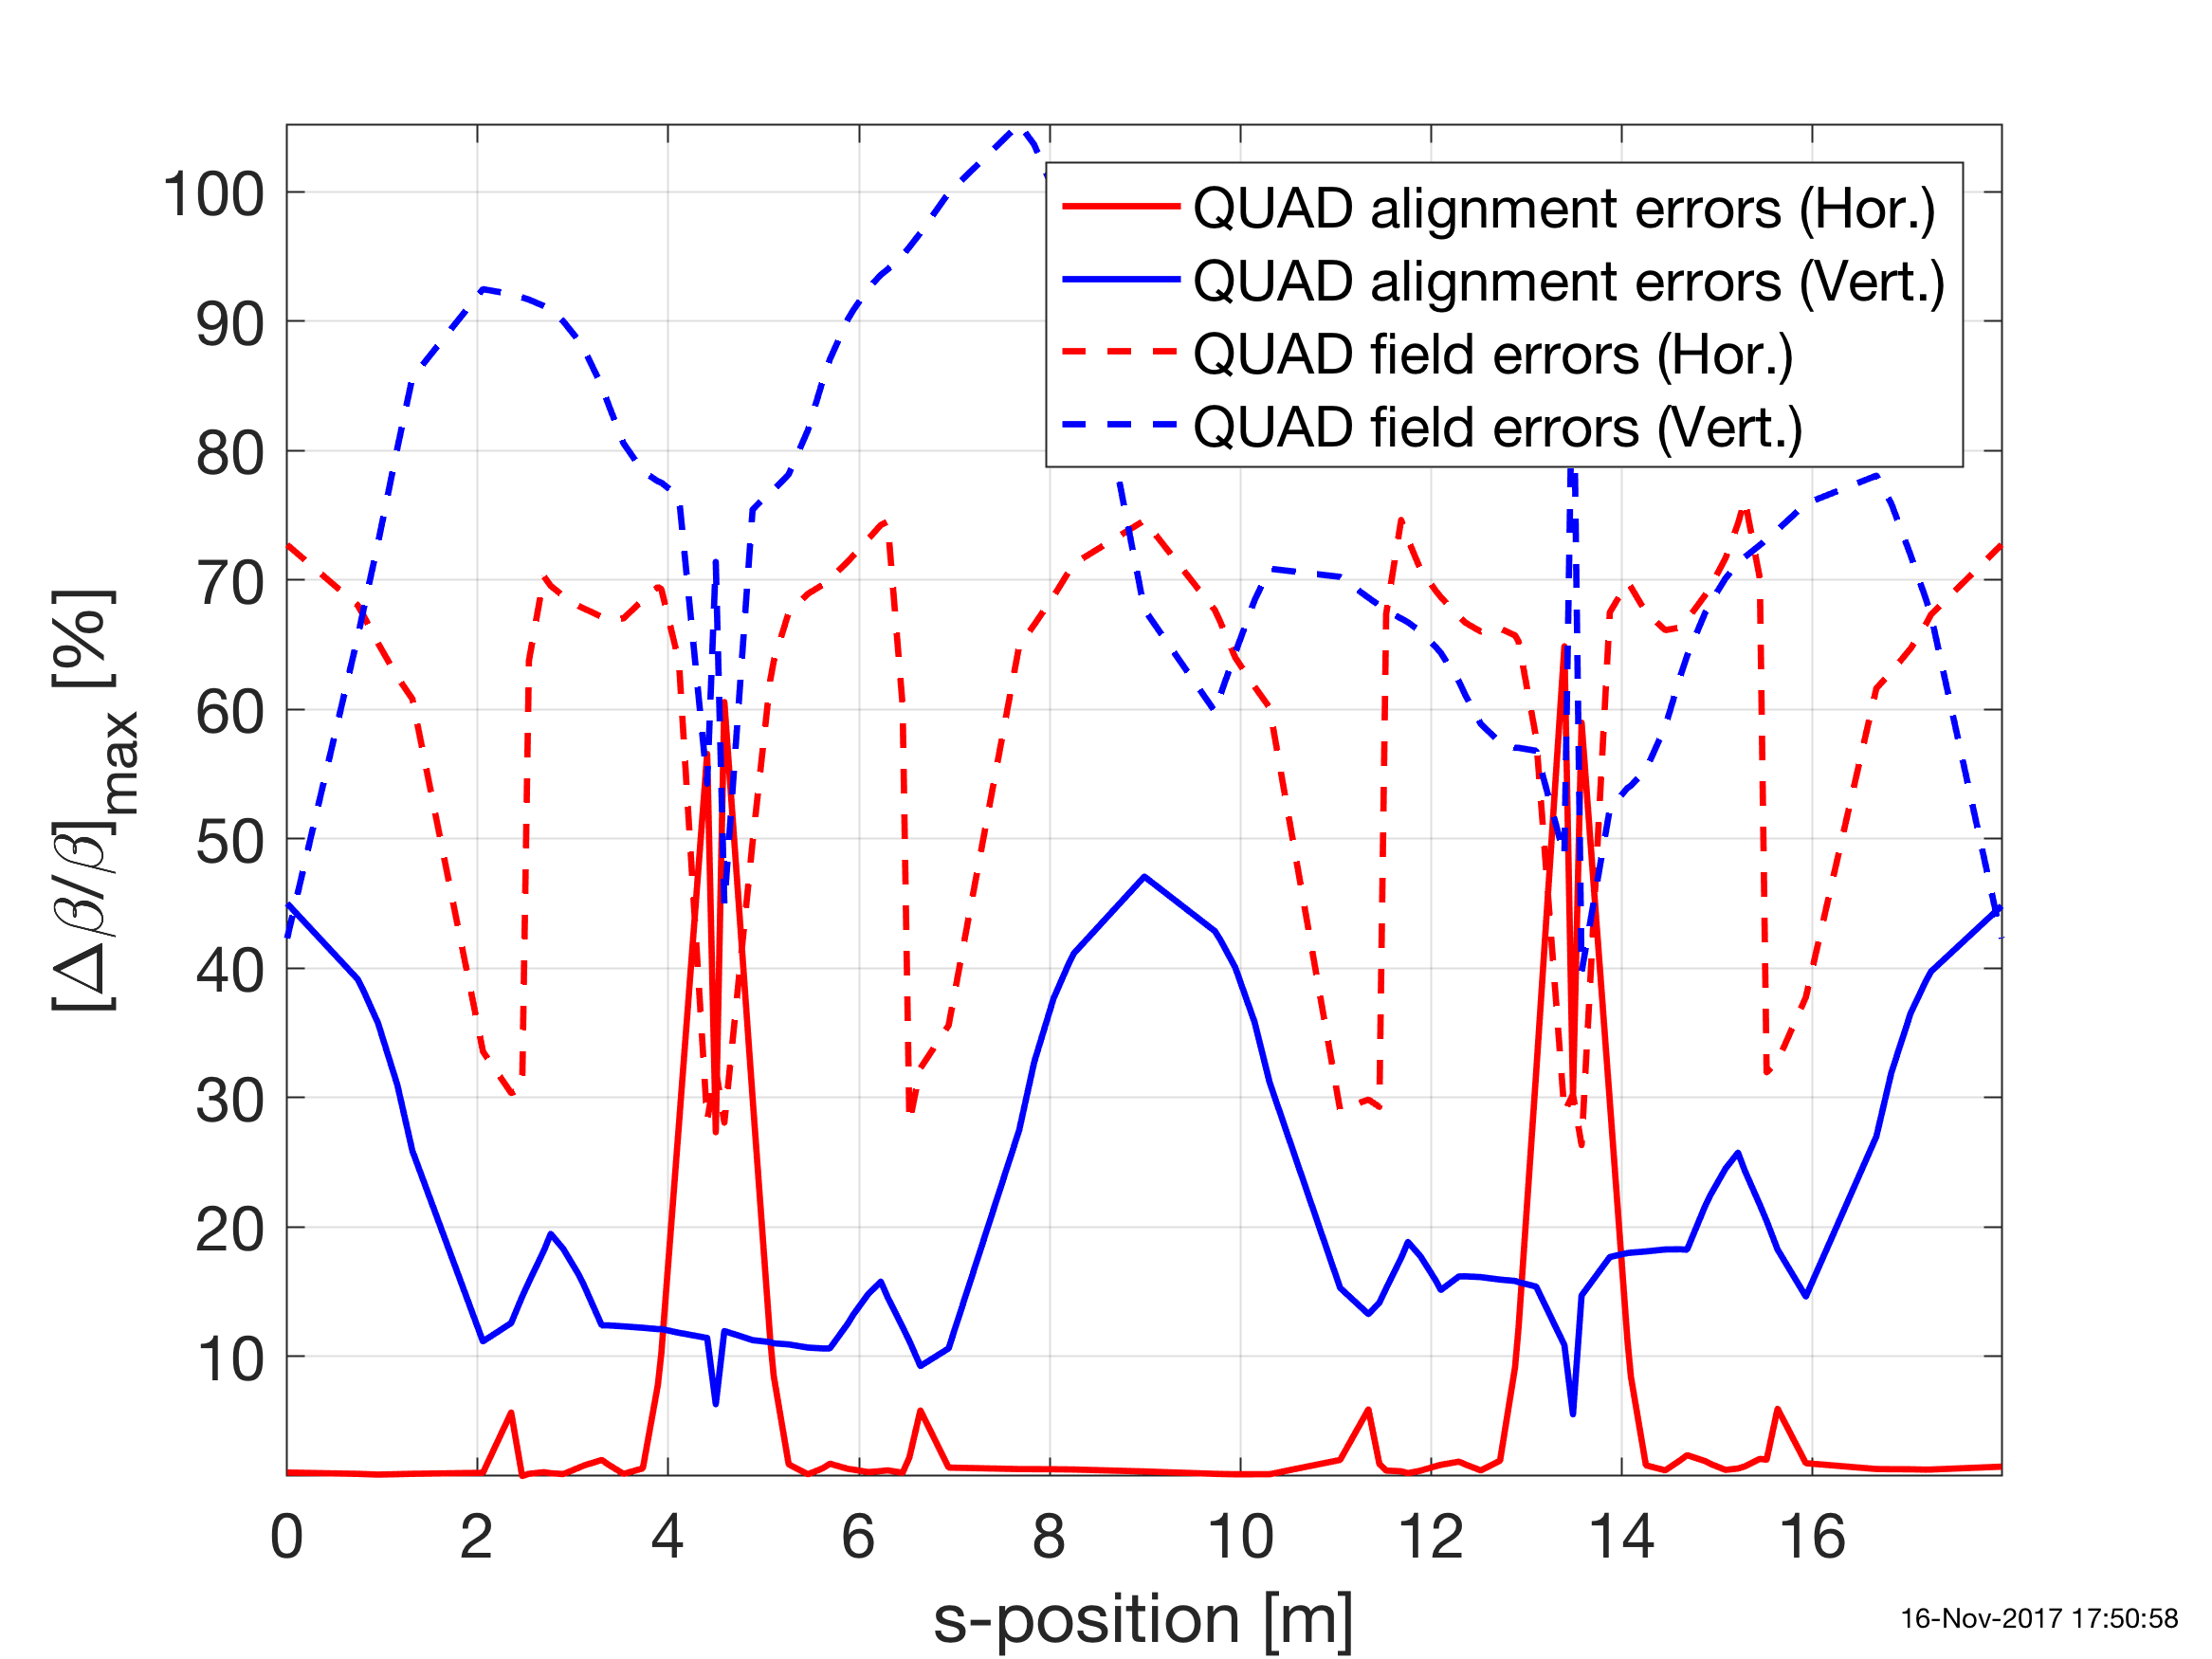 QUAD alignment errors (Hor.)
QUAD alignment errors (Vert.)
QUAD field errors (Hor.)
QUAD field errors (Vert.)
100
90
80
70
60
50
40
30
20
10
[Δβ/β]max [%]
0 2 4 6 8 10 12 14 16
s-position [m]
16-Nov-2017 17:50:58